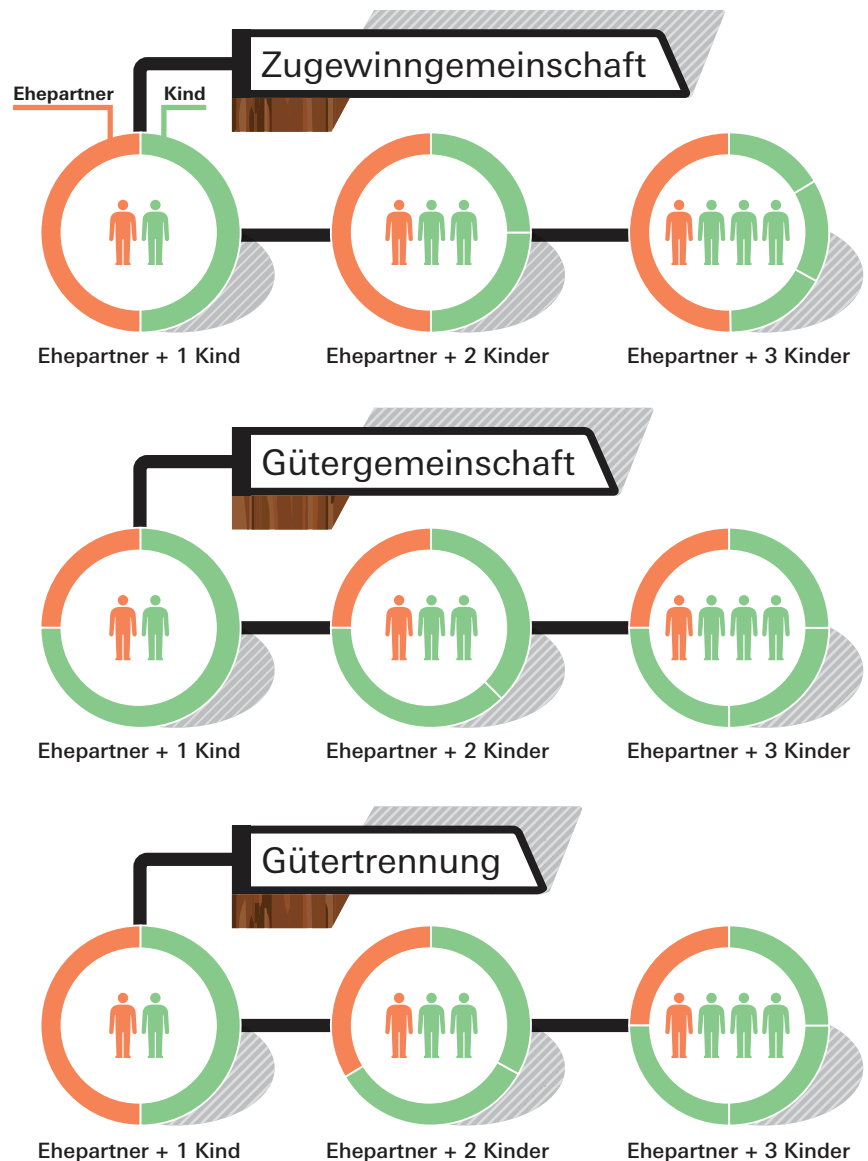 Zugewinngemeinschaft
Ehepartner
Kind
Ehepartner + 1 Kind
Ehepartner + 2 Kinder
Ehepartner + 3 Kinder
Gütergemeinschaft
Ehepartner + 1 Kind
Ehepartner + 2 Kinder
Ehepartner + 3 Kinder
Gütertrennung
Ehepartner + 1 Kind
Ehepartner + 2 Kinder
Ehepartner + 3 Kinder